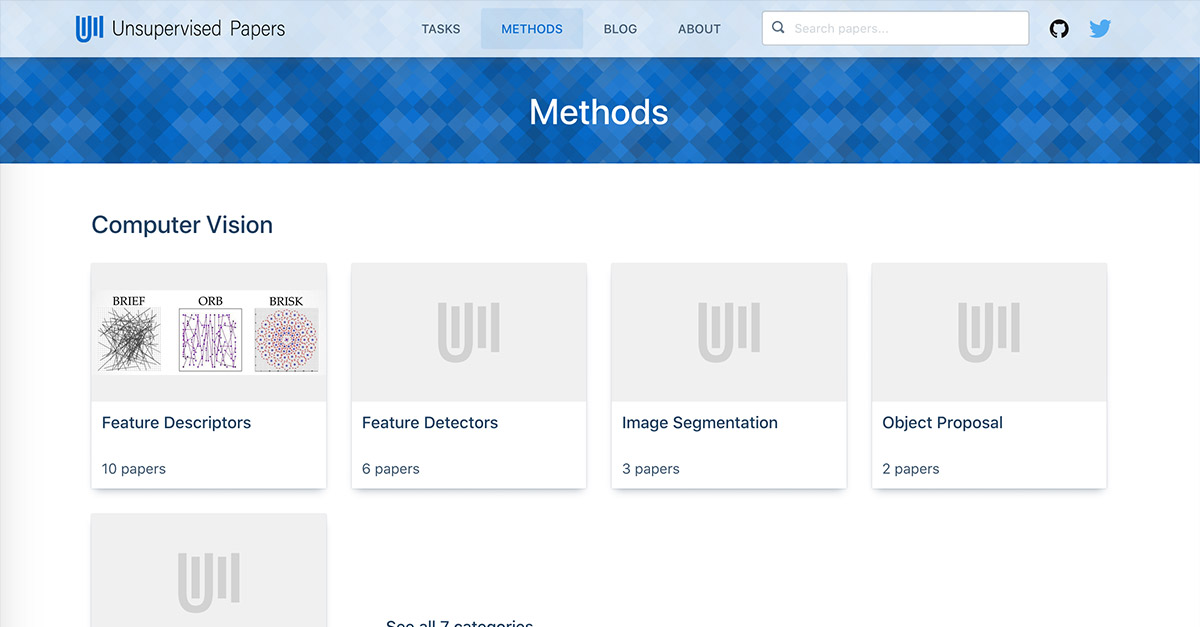 Unsupervised Papers
TASKS
METHODS
BLOG
ABOUT
Search papers...
Methods
Computer Vision
BRIEF
ORB
BRISK
Feature Descriptors
10 papers
Feature Detectors
6 papers
Image Segmentation
3 papers
Object Proposal
2 papers
See all 7 categories